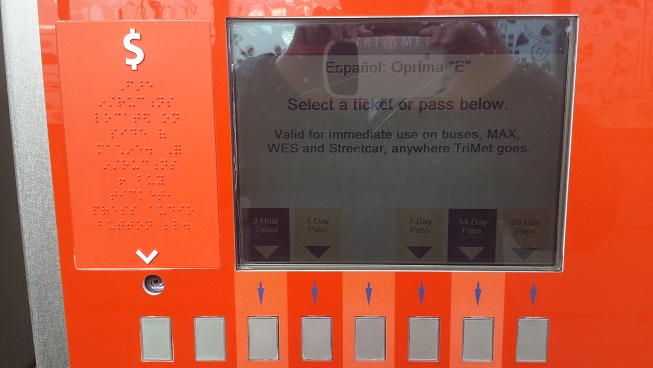 $
TRI MET
Español: Oprima "E"
Select a ticket or pass below.
Valid for immediate use on buses, MAX,
WES and Streetcar, anywhere TriMet goes.
2-Hour
Ticket
1 Day
Pass
7-Day
Pass
14-Day
Pass
30-Day
Pass